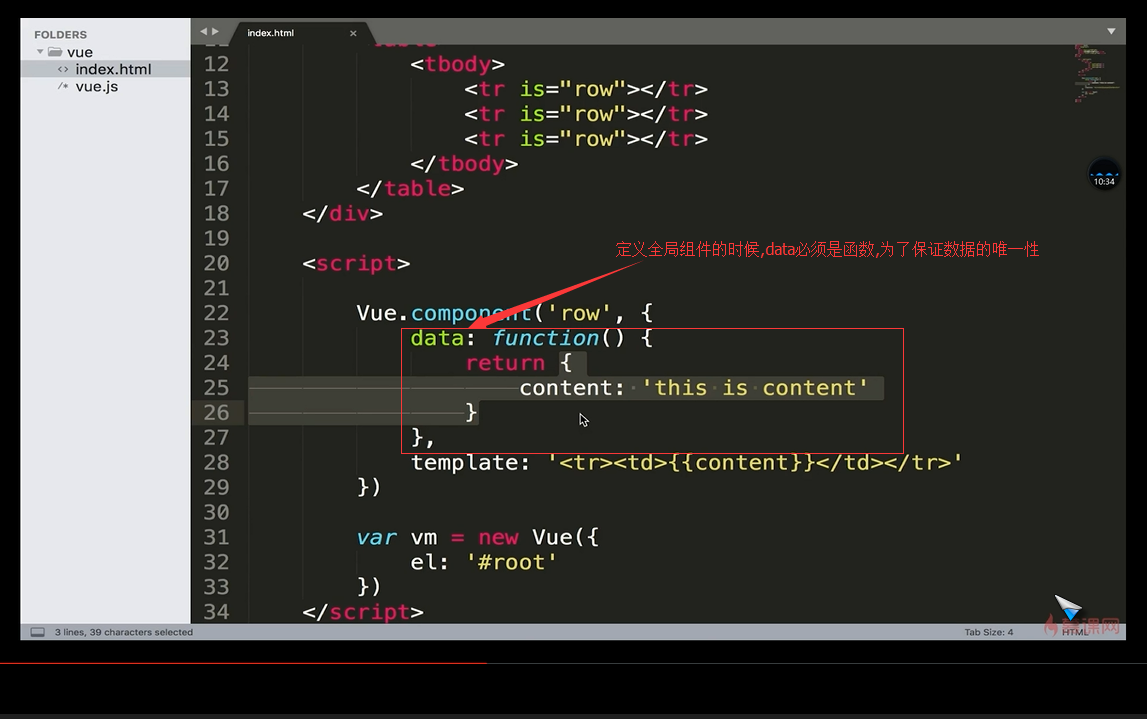 FOLDERS
vue
index.html
vue.js
index.html
12 <tbody>
13 <tr is="row"></tr>
14 <tr is="row"></tr>
15 <tr is="row"></tr>
16 </tbody>
17 </table>
18 </div>
19
定义全局组件的时候,data必须是函数,为了保证数据的唯一性
20 <script>
21
22 Vue.component('row', {
23 data: function() {
24 return {
25 content: 'this is content'
26 }
27 },
28 template: '<tr><td>{{content}}</td></tr>'
29 })
30
31 var vm = new Vue({
32 el: '#root'
33 })
34 </script>
10:34
3 lines, 39 characters selected
Tab Size: 4
HTML